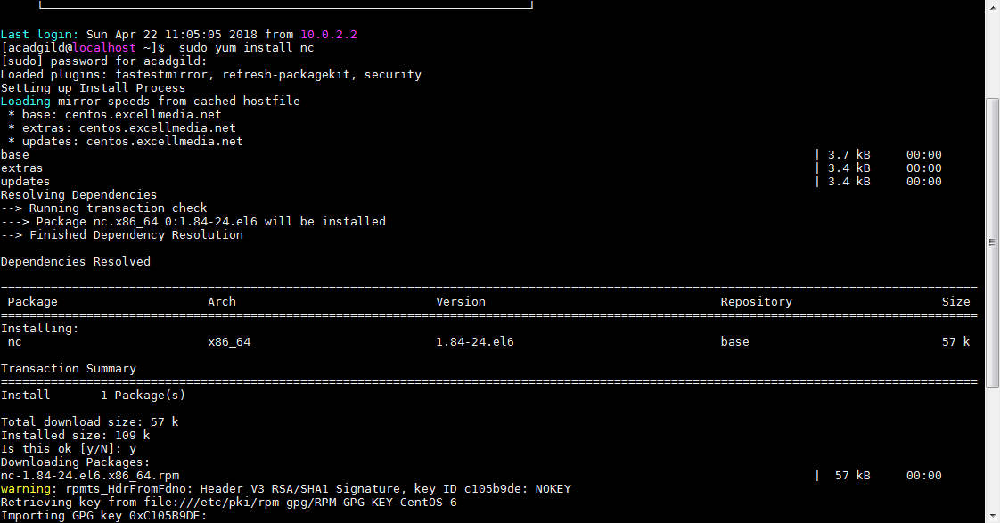 Last login: Sun Apr 22 11:05:05 2018 from 10.0.2.2
[acadgild@localhost ~]$  sudo yum install nc
[sudo] password for acadgild:
Loaded plugins: fastestmirror, refresh-packagekit, security
Setting up Install Process
Loading mirror speeds from cached hostfile
 * base: centos.excellmedia.net
 * extras: centos.excellmedia.net
 * updates: centos.excellmedia.net
base | 3.7 kB 00:00
extras | 3.4 kB 00:00
updates | 3.4 kB 00:00
Resolving Dependencies
--> Running transaction check
---> Package nc.x86_64 0:1.84-24.el6 will be installed
--> Finished Dependency Resolution
Dependencies Resolved
Package Arch Version Repository Size
Installing:
nc x86_64 1.84-24.el6 base 57 k
Transaction Summary
Install 1 Package(s)
Total download size: 57 k
Installed size: 109 k
Is this ok [y/N]: y
Downloading Packages:
nc-1.84-24.el6.x86_64.rpm | 57 kB 00:00
warning: rpmts_HdrFromFdno: Header V3 RSA/SHA1 Signature, key ID c105b9de: NOKEY
Retrieving key from file:///etc/pki/rpm-gpg/RPM-GPG-KEY-CentOS-6
Importing GPG key 0xC105B9DE: